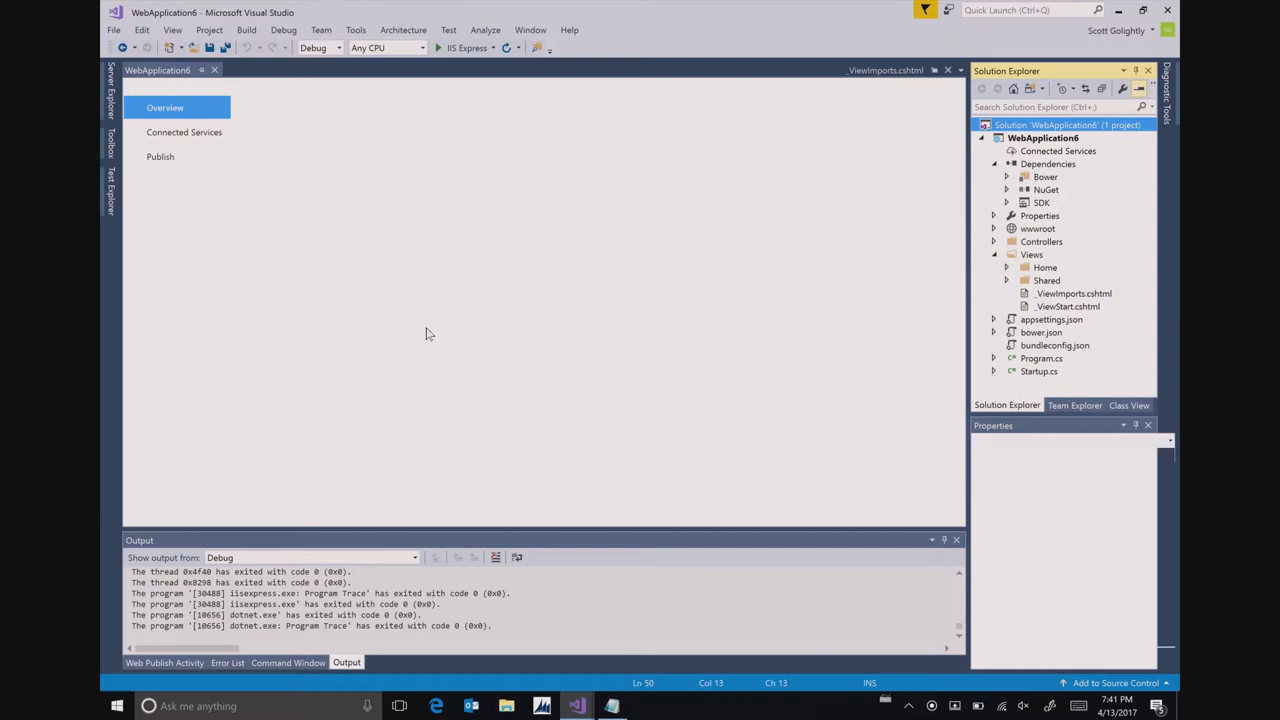 WebApplication6 - Microsoft Visual Studio
Quick Launch (Ctrl+Q)
File Edit View Project Build Debug Team Tools Architecture Test Analyze Window Help
Scott Golightly
SG
Debug Any CPU IIS Express
Server Explorer
Toolbox
Test Explorer
WebApplication6
_ViewImports.cshtml
Overview
Connected Services
Publish
Solution Explorer
Search Solution Explorer (Ctrl+;)
Solution 'WebApplication6' (1 project)
WebApplication6
Connected Services
Dependencies
Bower
NuGet
SDK
Properties
wwwroot
Controllers
Views
Home
Shared
_ViewImports.cshtml
_ViewStart.cshtml
appsettings.json
bower.json
bundleconfig.json
Program.cs
Startup.cs
Solution Explorer Team Explorer Class View
Properties
Diagnostic Tools
Output
Show output from: Debug
The thread 0x4f40 has exited with code 0 (0x0).
The thread 0x8298 has exited with code 0 (0x0).
The program '[30488] iisexpress.exe: Program Trace' has exited with code 0 (0x0).
The program '[30488] iisexpress.exe' has exited with code 0 (0x0).
The program '[10656] dotnet.exe' has exited with code 0 (0x0).
The program '[10656] dotnet.exe: Program Trace' has exited with code 0 (0x0).
Web Publish Activity Error List Command Window Output
Ln 50 Col 13 Ch 13 INS Add to Source Control
Ask me anything
7:41 PM
4/13/2017
5